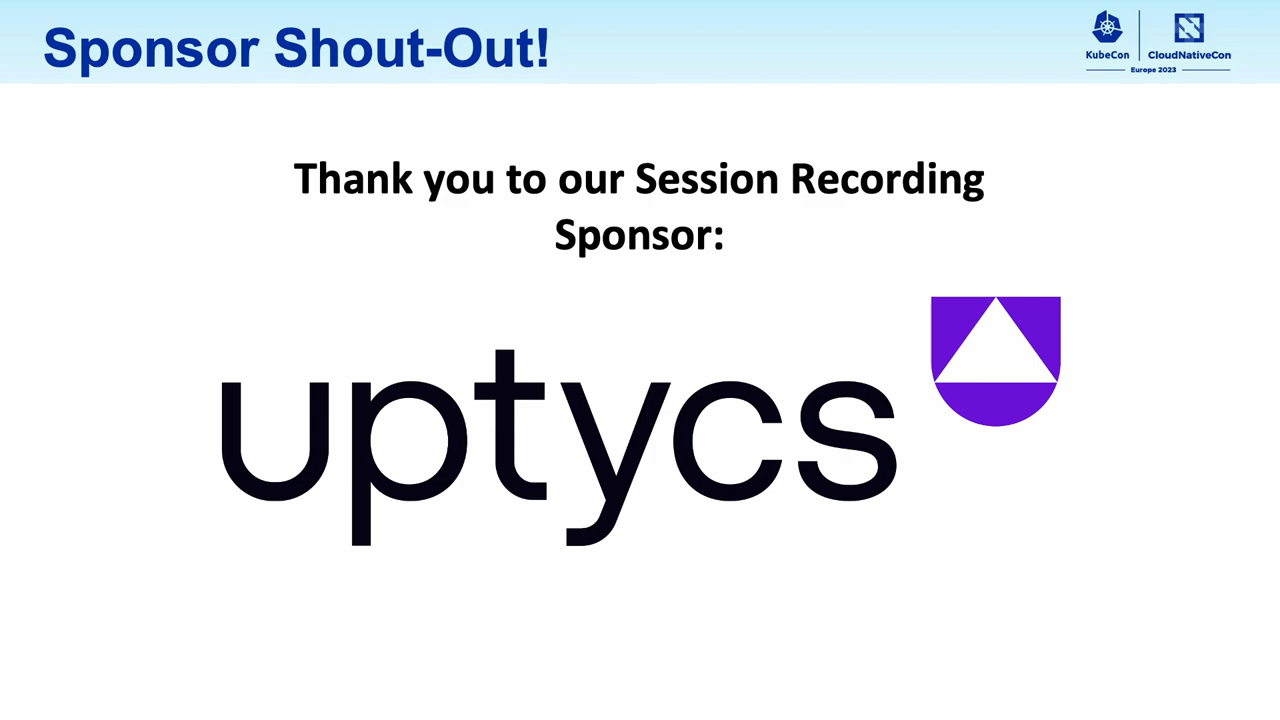 Sponsor Shout-Out!
KubeCon
CloudNativeCon
Europe 2023
Thank you to our Session Recording
Sponsor:
uptycs